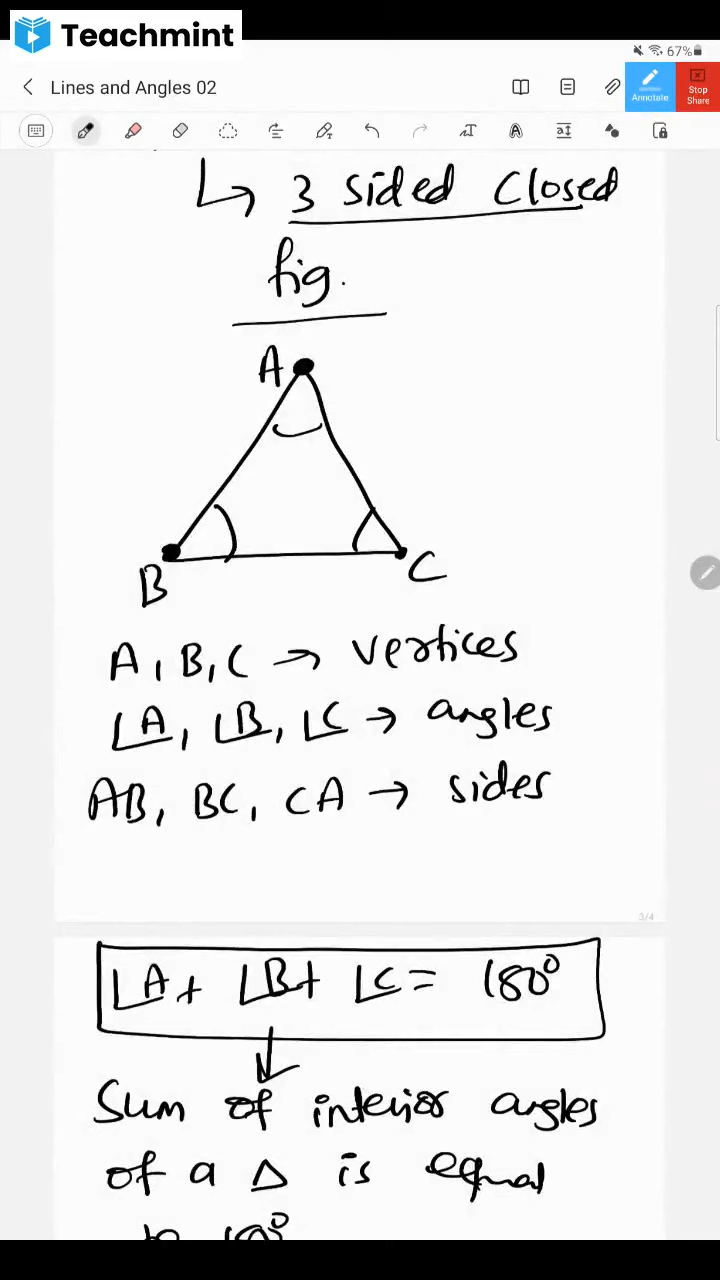 Teachmint
67%
Lines and Angles 02
Annotate
Stop
Share
↳ 3 sided closed
fig.
A
B
C
A, B, C → vertices
∠A, ∠B, ∠C → angles
AB, BC, CA → sides
3/4
∠A + ∠B + ∠C = 180°
↓
Sum of interior angles
of a Δ is equal